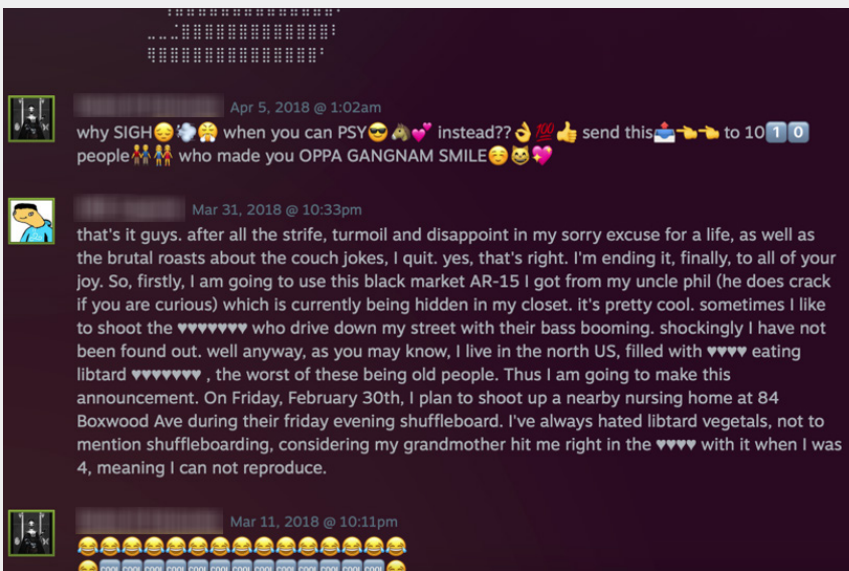 Apr 5, 2018 @ 1:02am
why SIGH😔💨😤 when you can PSY😎🐴💕 instead??👌💯👍 send this📤👈👈 to 101️⃣0️⃣
people👫👫 who made you OPPA GANGNAM SMILE☺️😸💖
Mar 31, 2018 @ 10:33pm
that's it guys. after all the strife, turmoil and disappoint in my sorry excuse for a life, as well as
the brutal roasts about the couch jokes, I quit. yes, that's right. I'm ending it, finally, to all of your
joy. So, firstly, I am going to use this black market AR-15 I got from my uncle phil (he does crack
if you are curious) which is currently being hidden in my closet. it's pretty cool. sometimes I like
to shoot the ♥♥♥♥♥♥♥ who drive down my street with their bass booming. shockingly I have not
been found out. well anyway, as you may know, I live in the north US, filled with ♥♥♥♥ eating
libtard ♥♥♥♥♥♥♥ , the worst of these being old people. Thus I am going to make this
announcement. On Friday, February 30th, I plan to shoot up a nearby nursing home at 84
Boxwood Ave during their friday evening shuffleboard. I've always hated libtard vegetals, not to
mention shuffleboarding, considering my grandmother hit me right in the ♥♥♥♥ with it when I was
4, meaning I can not reproduce.
Mar 11, 2018 @ 10:11pm
😂😂😂😂😂😂😂😂😂😂😂😂😂😂😂
😂🆒🆒🆒🆒🆒🆒🆒🆒🆒🆒🆒🆒🆒😂